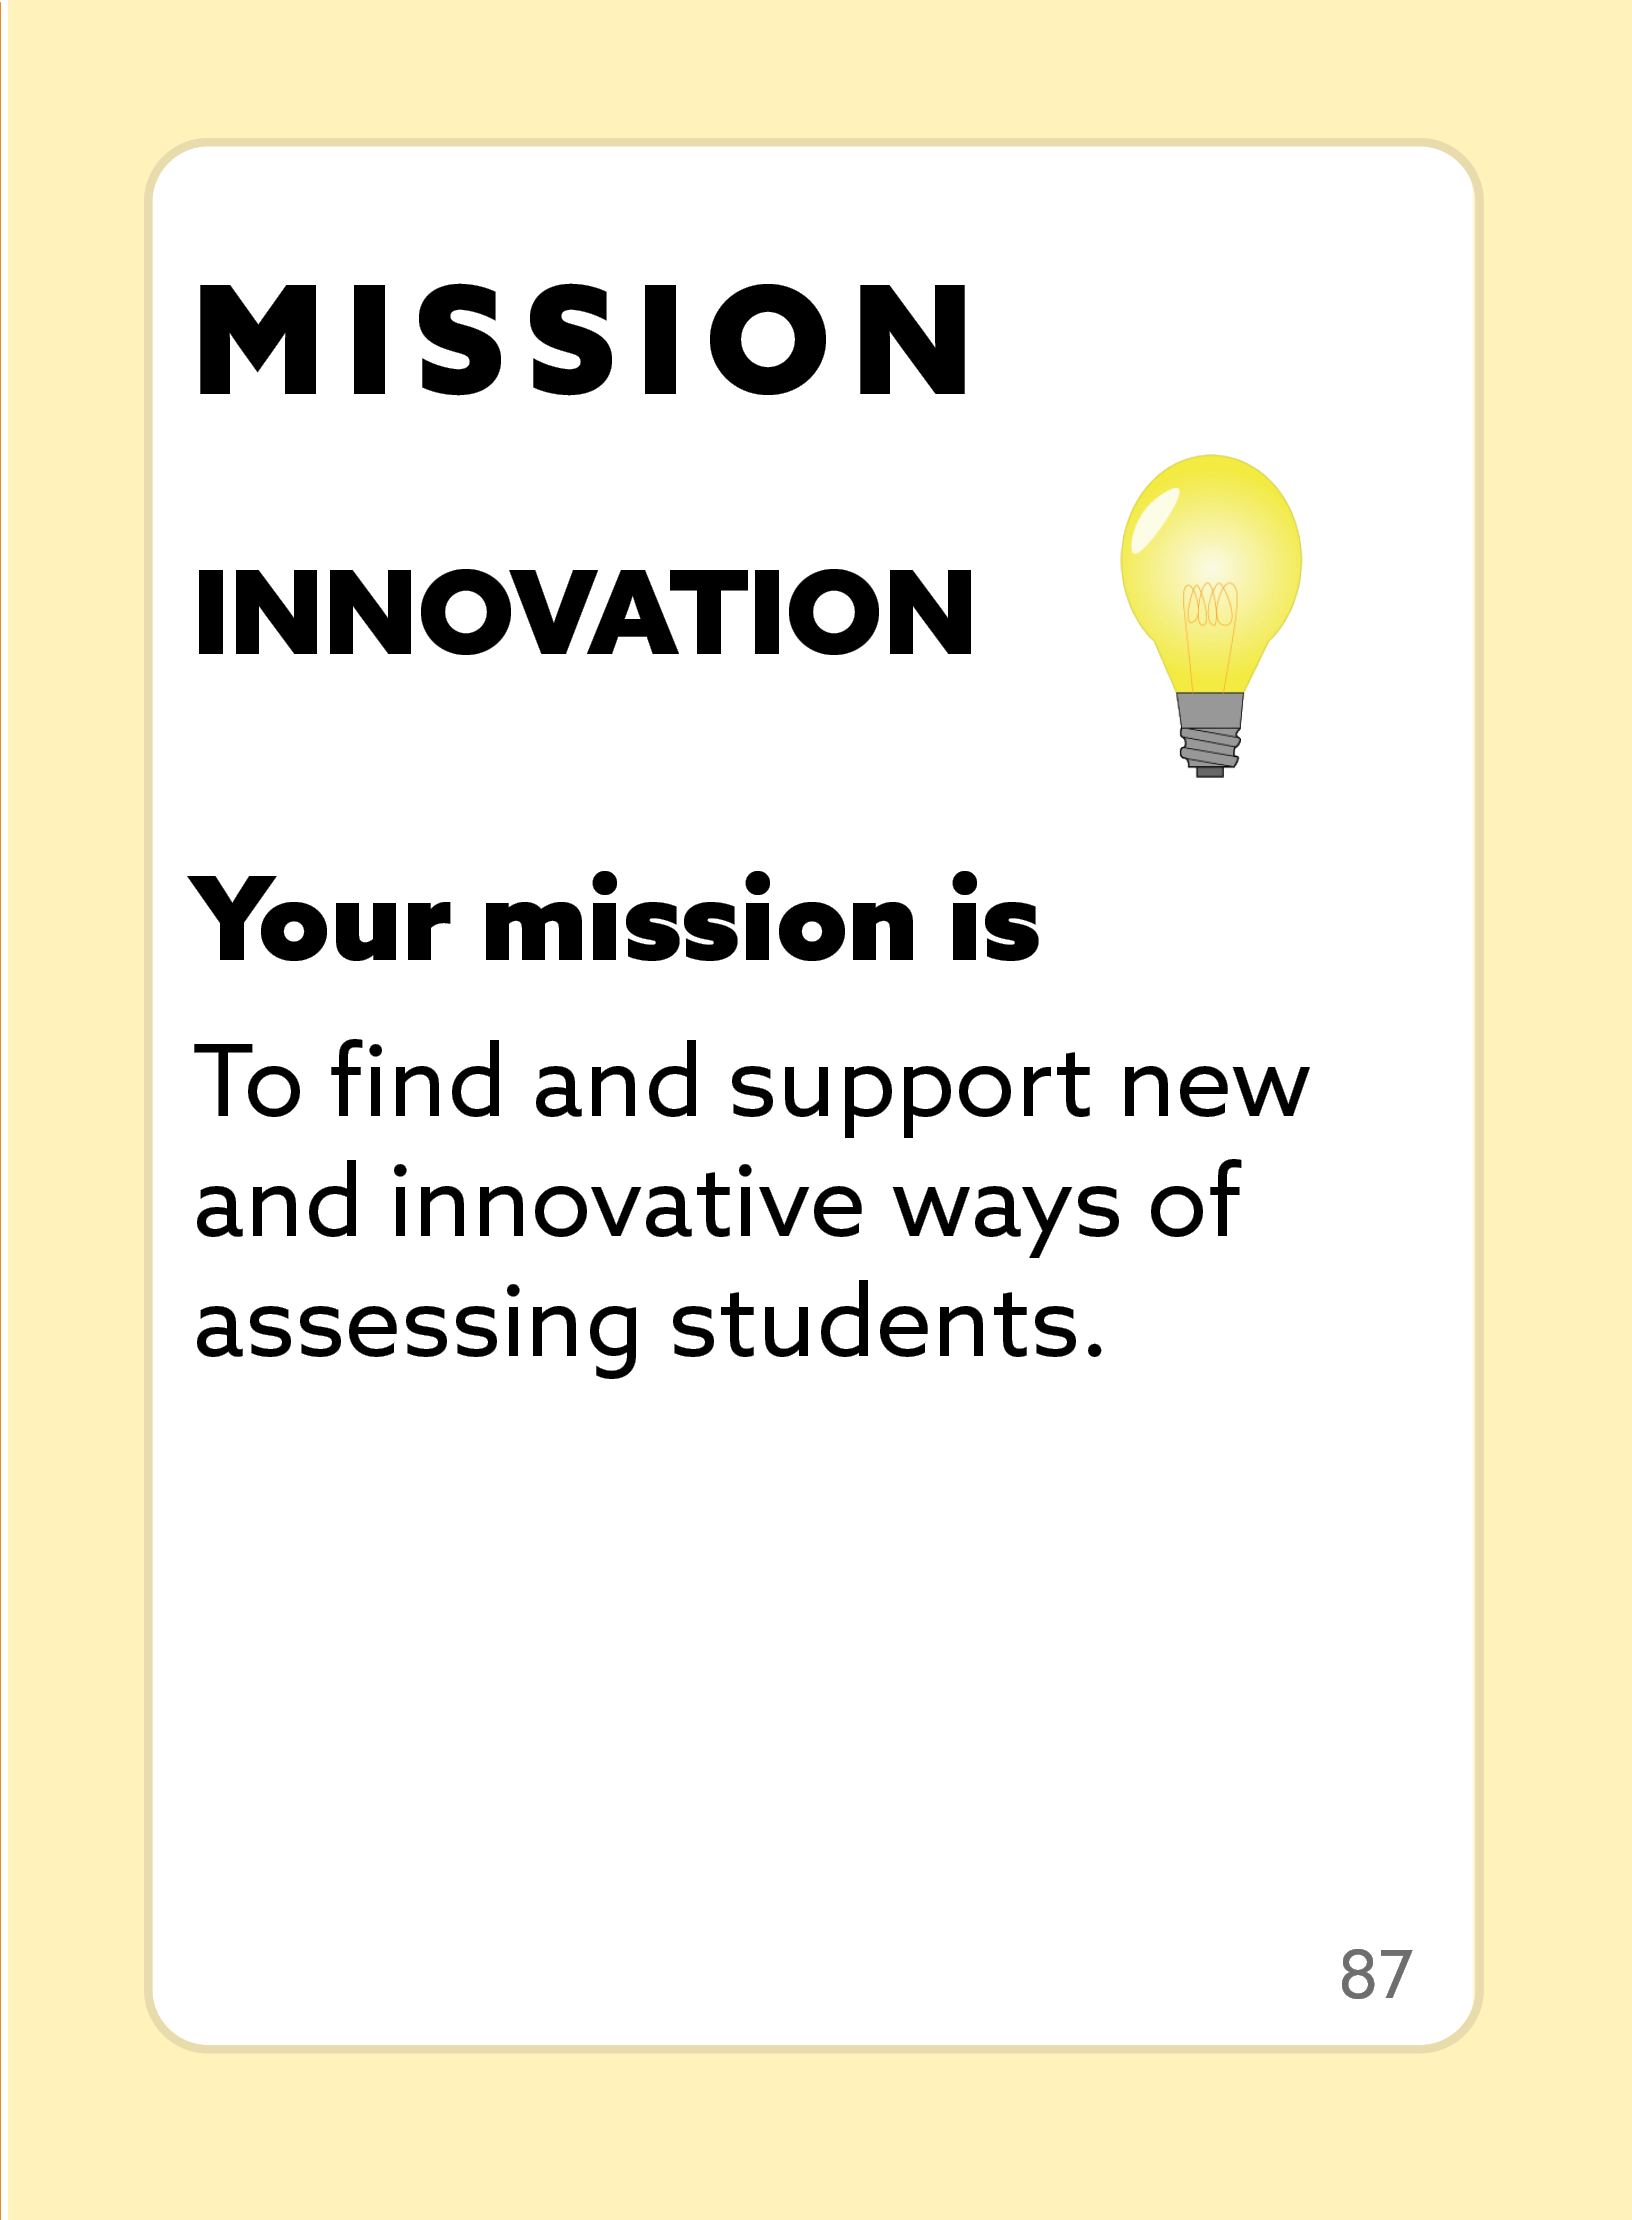 MISSION
INNOVATION
Your mission is
To find and support new
and innovative ways of
assessing students.
87